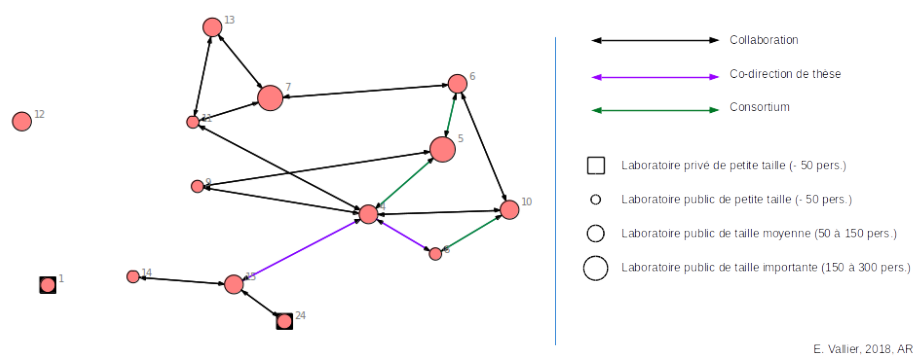 13
7
6
12
11
5
9
4
10
8
14
15
1
24
Collaboration
Co-direction de thèse
Consortium
Laboratoire privé de petite taille (- 50 pers.)
Laboratoire public de petite taille (- 50 pers.)
Laboratoire public de taille moyenne (50 à 150 pers.)
Laboratoire public de taille importante (150 à 300 pers.)
E. Vallier, 2018, AR